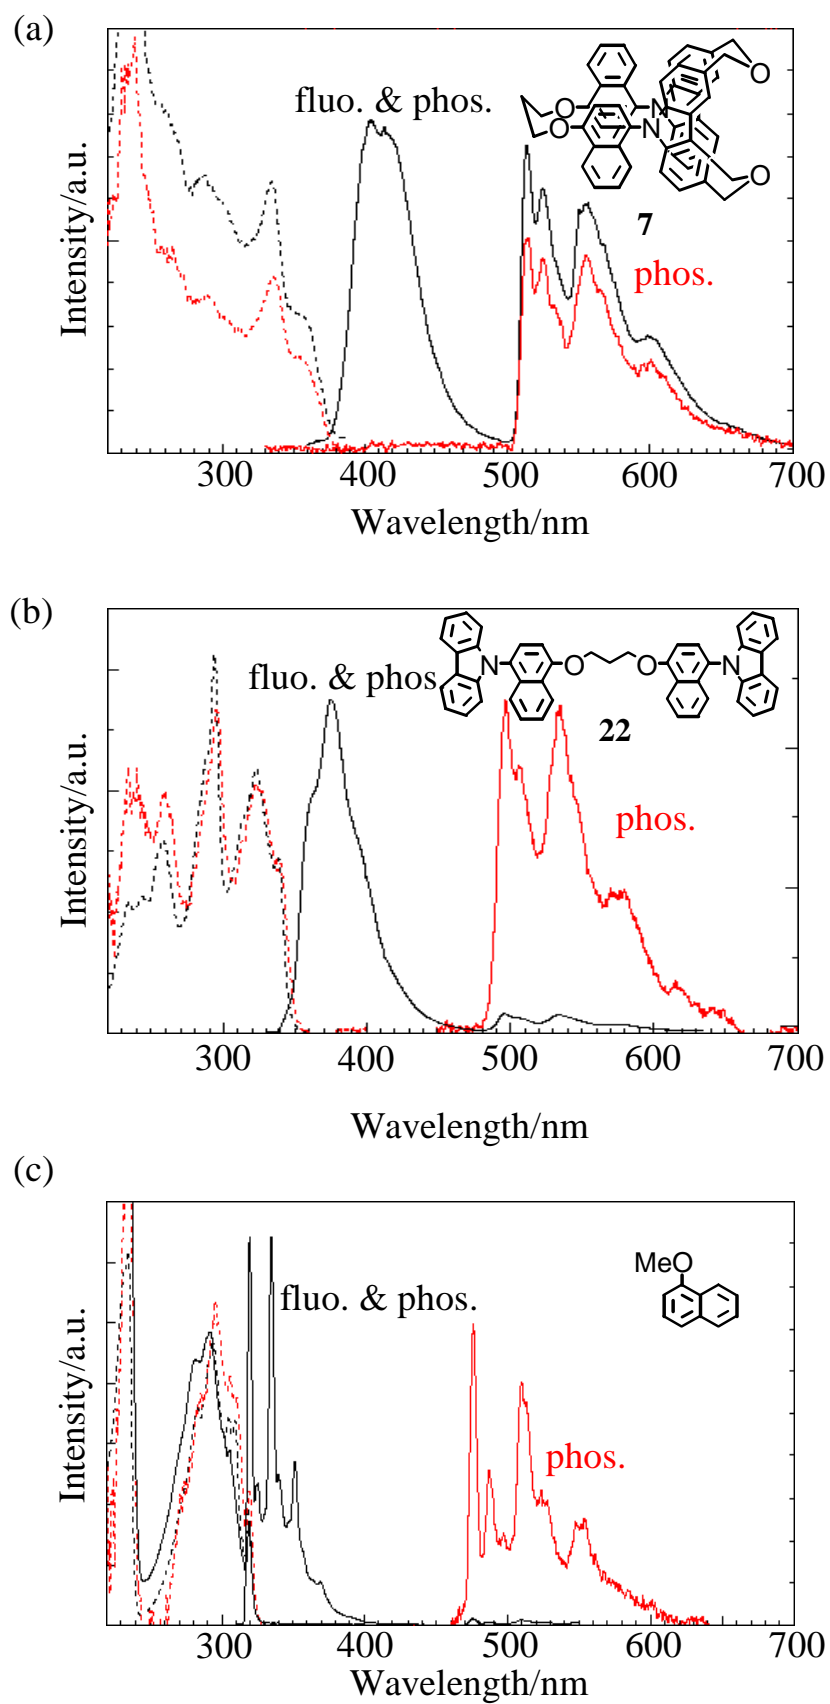 (a)
fluo. & phos.
O
N
O
O
N
O
7
phos.
Intensity/a.u.
300
400
500
600
700
Wavelength/nm
(b)
N
O
O
N
fluo. & phos
22
phos.
Intensity/a.u.
300
400
500
600
700
Wavelength/nm
(c)
MeO
fluo. & phos.
phos.
Intensity/a.u.
300
400
500
600
700
Wavelength/nm